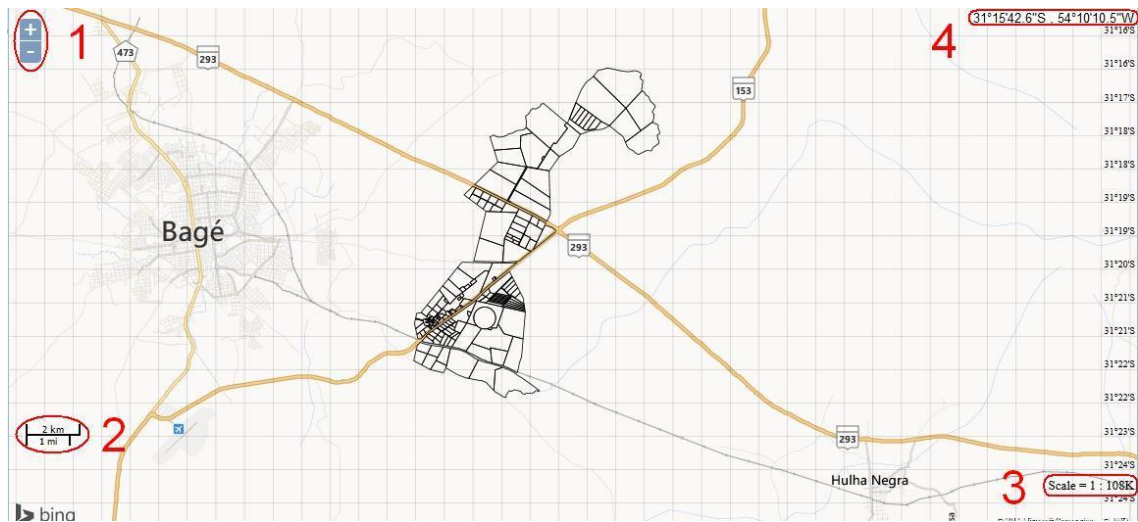 +
-
1
4
31°15'42.6"S , 54°10'10.5"W
31°16'S
473
293
31°16'S
153
31°17'S
31°18'S
31°18'S
31°19'S
Bagé
31°19'S
293
31°20'S
31°21'S
31°21'S
31°22'S
31°22'S
2 km
1 mi
2
293
31°23'S
31°24'S
Hulha Negra
3
Scale = 1 : 108K
31°24'S
bing